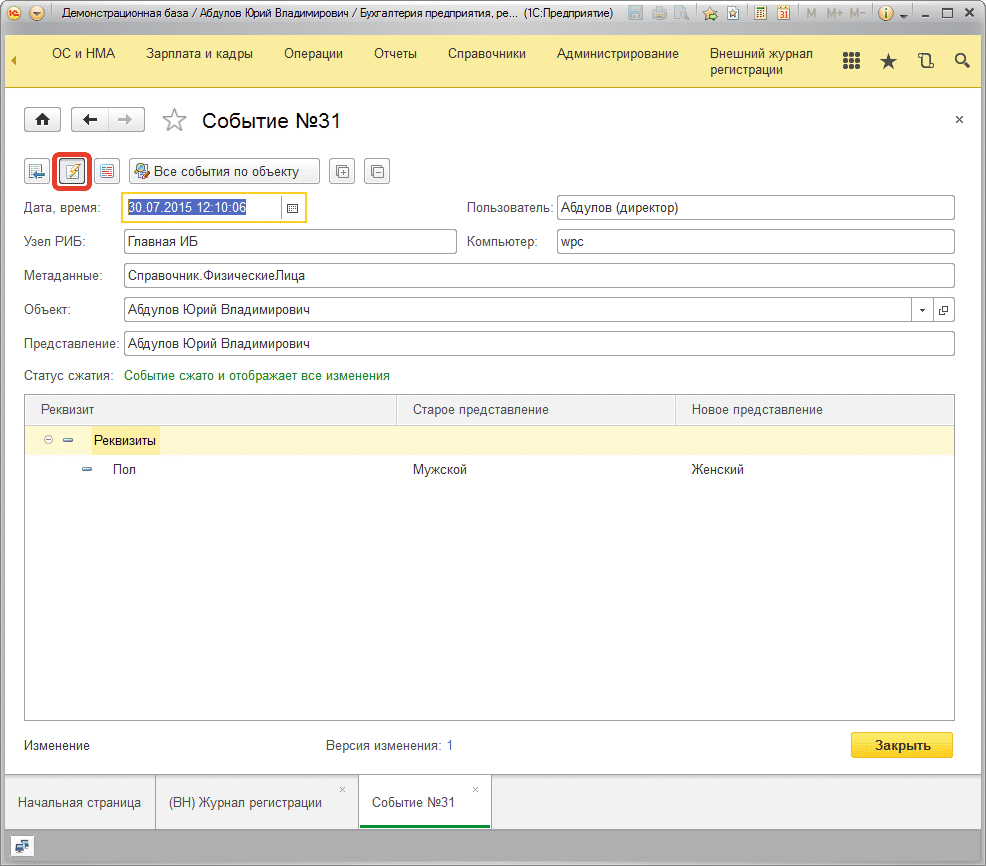 Демонстрационная база / Абдулов Юрий Владимирович / Бухгалтерия предприятия, ре... (1С:Предприятие)
31 M M+ M-
ОС и НМА Зарплата и кадры Операции Отчеты Справочники Администрирование Внешний журнал
регистрации
Событие №31
Все события по объекту
Дата, время: 30.07.2015 12:10:06 Пользователь: Абдулов (директор)
Узел РИБ: Главная ИБ Компьютер: wpc
Метаданные: Справочник.ФизическиеЛица
Объект: Абдулов Юрий Владимирович
Представление: Абдулов Юрий Владимирович
Статус сжатия: Событие сжато и отображает все изменения
Реквизит Старое представление Новое представление
Реквизиты
Пол Мужской Женский
Изменение Версия изменения: 1 Закрыть
Начальная страница (ВН) Журнал регистрации Событие №31